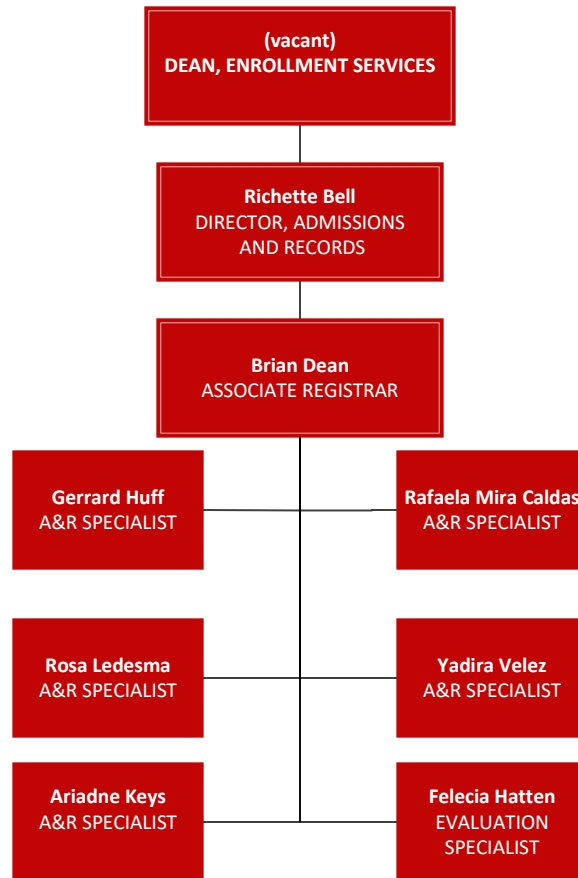 (vacant)
DEAN, ENROLLMENT SERVICES
Richette Bell
DIRECTOR, ADMISSIONS
AND RECORDS
Brian Dean
ASSOCIATE REGISTRAR
Gerrard Huff
A&R SPECIALIST
Rafaela Mira Caldas
A&R SPECIALIST
Rosa Ledesma
A&R SPECIALIST
Yadira Velez
A&R SPECIALIST
Ariadne Keys
A&R SPECIALIST
Felecia Hatten
EVALUATION
SPECIALIST